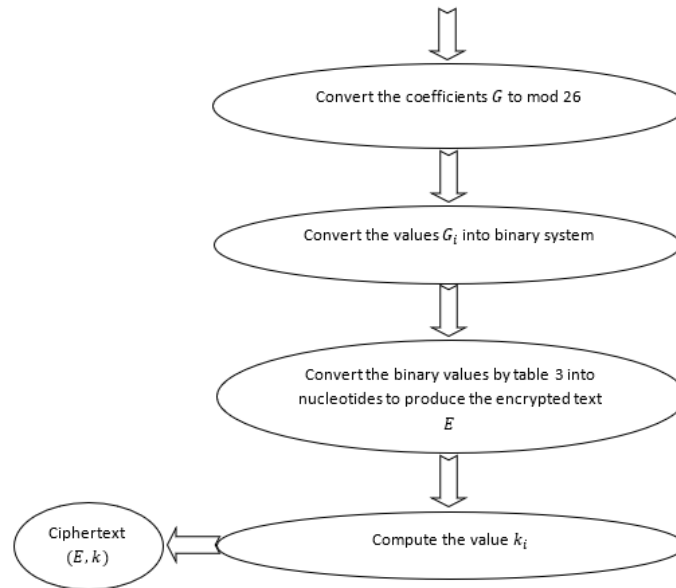 Convert the coefficients G to mod 26
Convert the values Gᵢ into binary system
Convert the binary values by table 3 into
nucleotides to produce the encrypted text
E
Compute the value kᵢ
Ciphertext
(E, k)